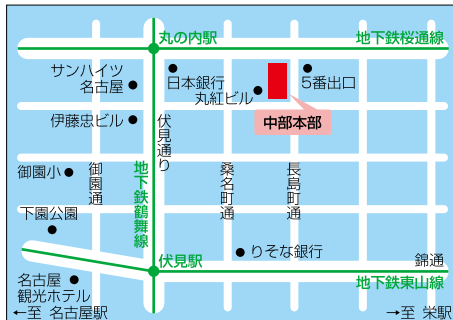 丸の内駅
地下鉄桜通線
サンハイツ
名古屋
日本銀行
丸紅ビル
5番出口
中部本部
伊藤忠ビル
伏見通り
御園小
御園通
地下鉄鶴舞線
桑名町通
長島町通
下園公園
りそな銀行
伏見駅
錦通
地下鉄東山線
名古屋
観光ホテル
←至 名古屋駅
→至 栄駅